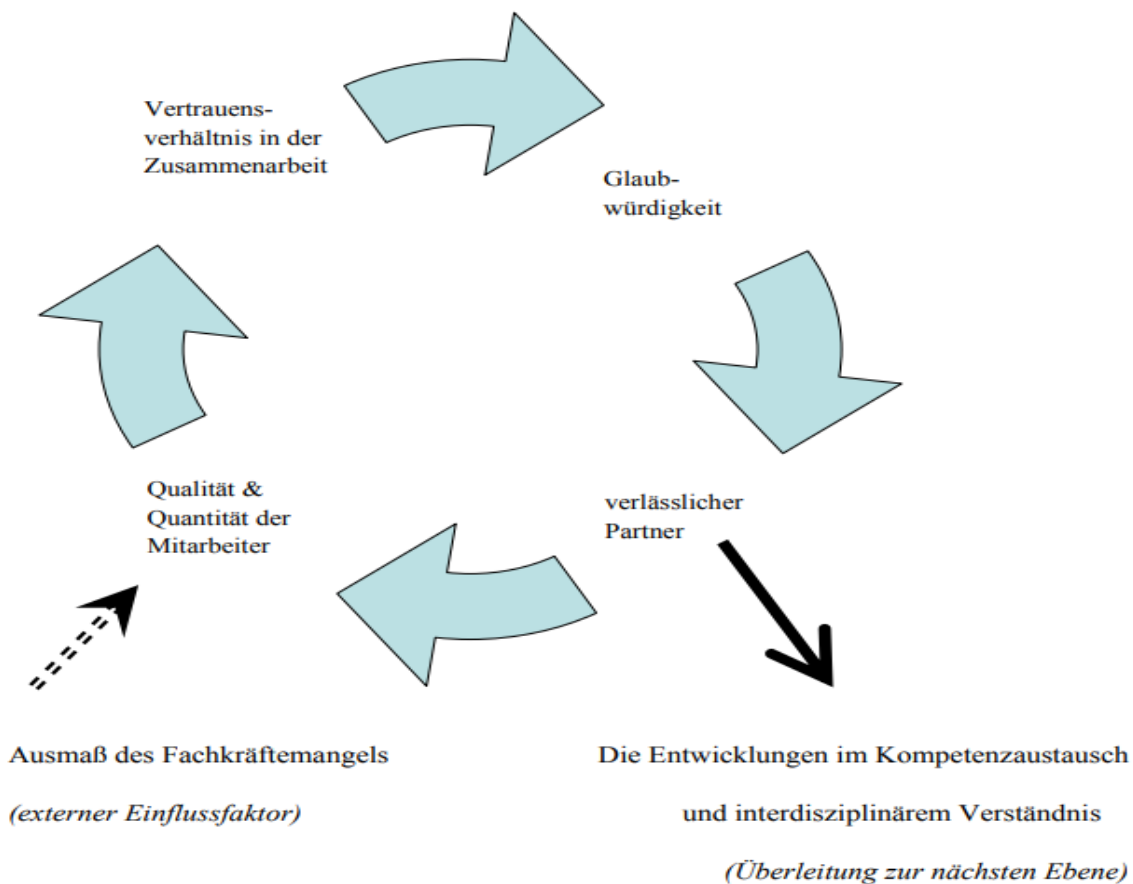 Vertrauens-
verhältnis in der
Zusammenarbeit
Glaub-
würdigkeit
Qualität &
Quantität der
Mitarbeiter
verlässlicher
Partner
Ausmaß des Fachkräftemangels
(externer Einflussfaktor)
Die Entwicklungen im Kompetenzaustausch
und interdisziplinärem Verständnis
(Überleitung zur nächsten Ebene)